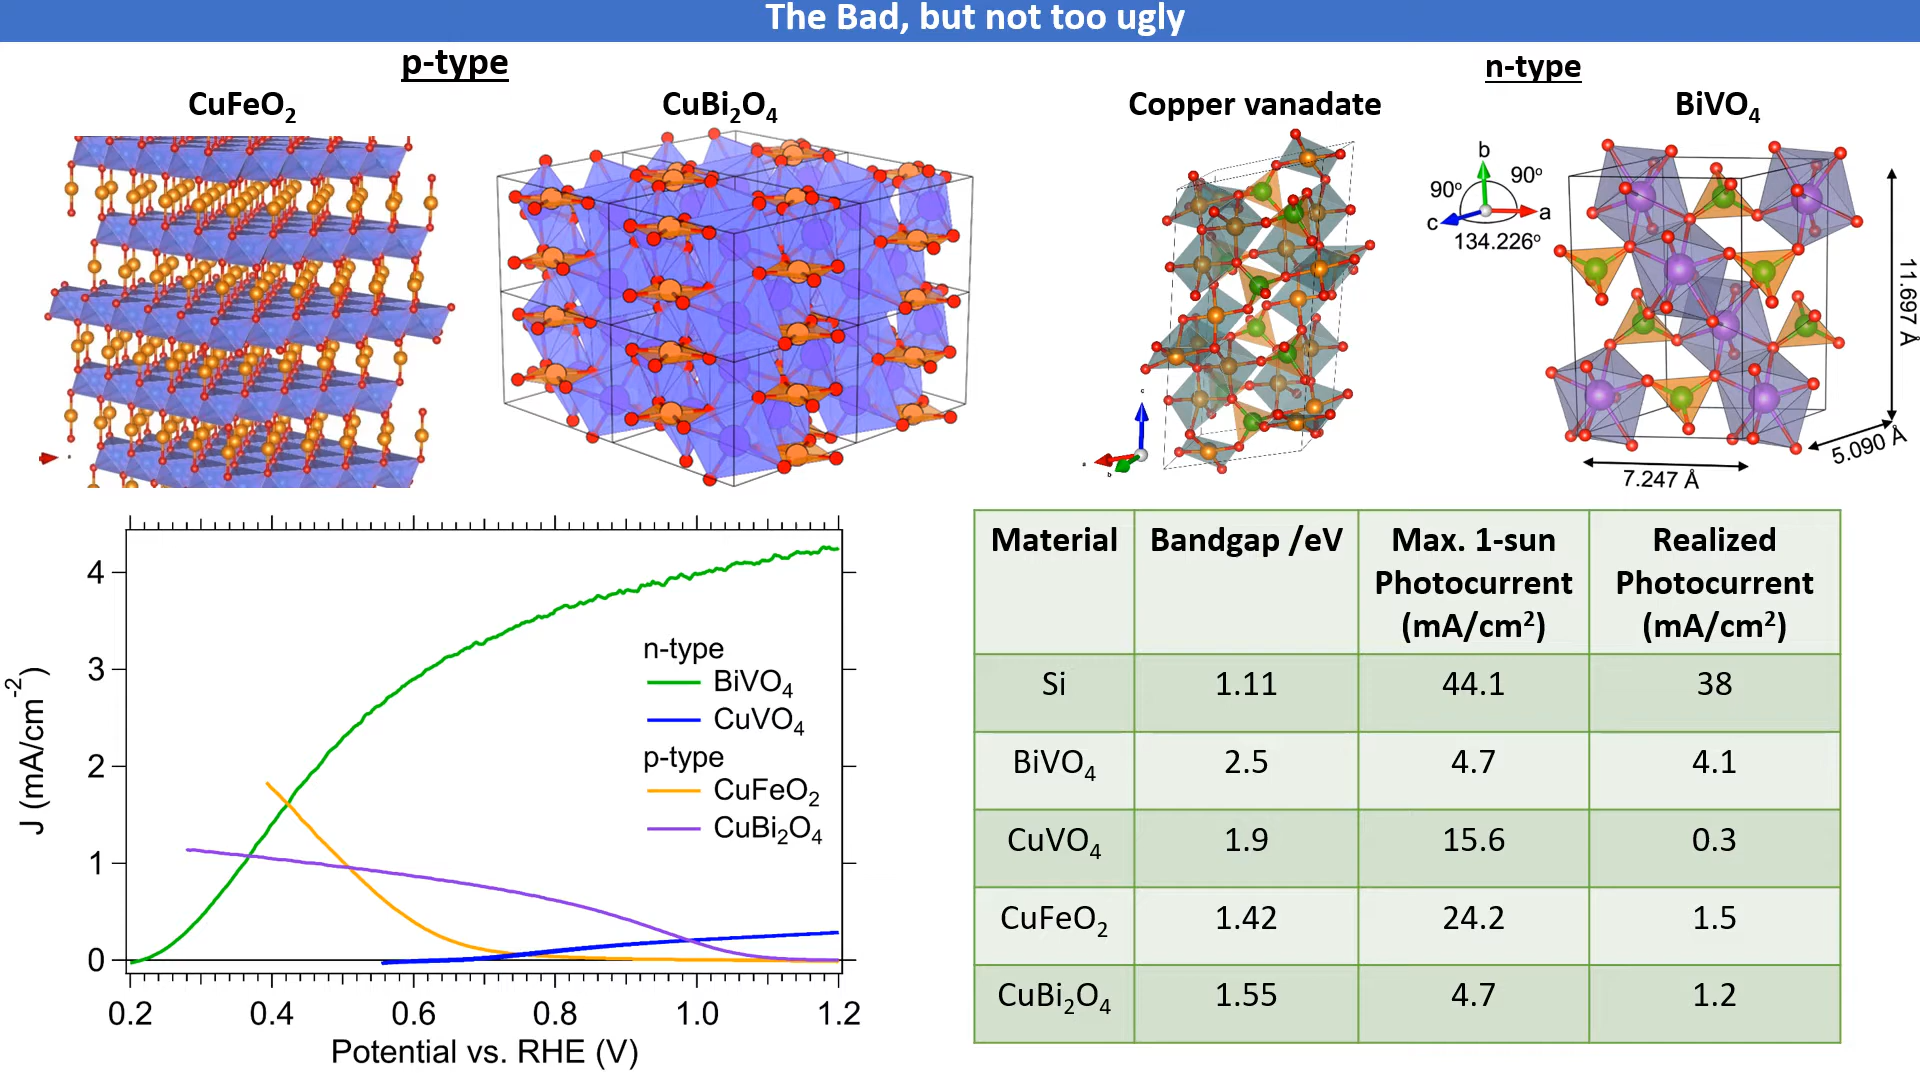 The Bad, but not too ugly
p-type
n-type
CuFeO₂
CuBi₂O₄
Copper vanadate
BiVO₄
b
90º
90º
c
a
134.226º
11.697 Å
5.090 Å
7.247 Å
c
a
b
J (mA/cm⁻²)
4
3
2
1
0
n-type
BiVO₄
CuVO₄
p-type
CuFeO₂
CuBi₂O₄
0.2 0.4 0.6 0.8 1.0 1.2
Potential vs. RHE (V)
Material Bandgap /eV Max. 1-sun Photocurrent (mA/cm²) Realized Photocurrent (mA/cm²)
Si 1.11 44.1 38
BiVO₄ 2.5 4.7 4.1
CuVO₄ 1.9 15.6 0.3
CuFeO₂ 1.42 24.2 1.5
CuBi₂O₄ 1.55 4.7 1.2